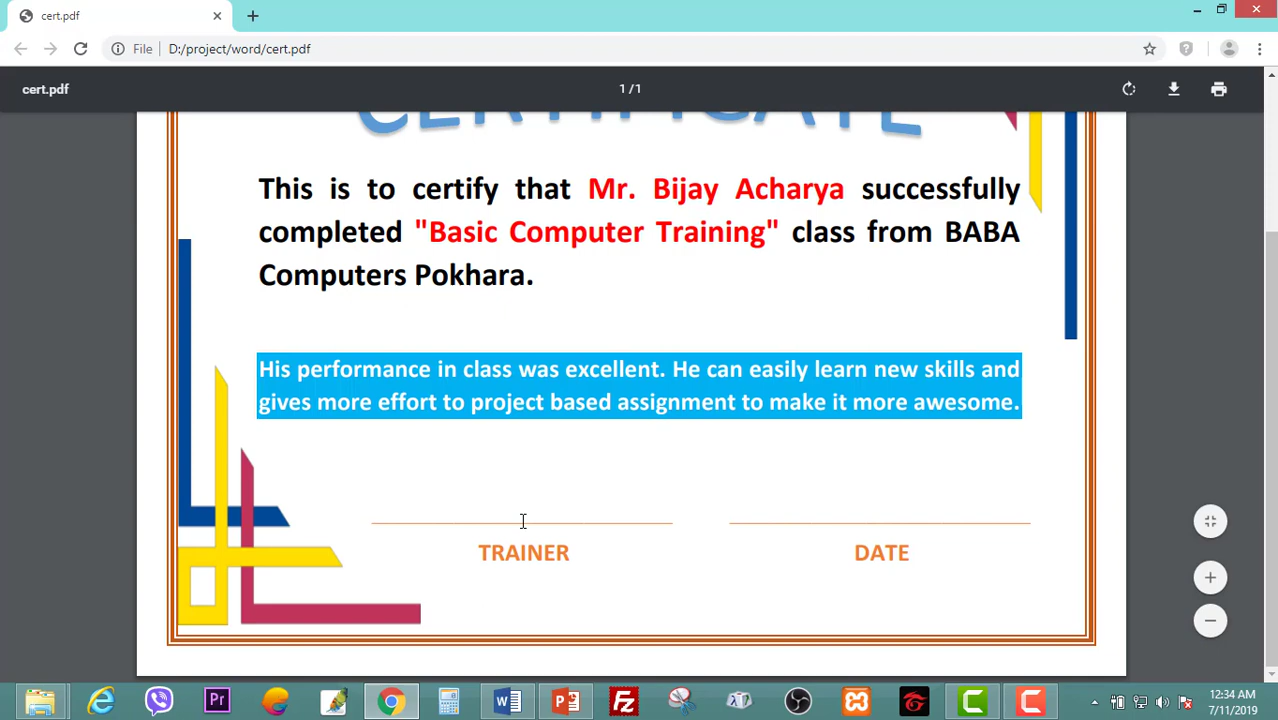 cert.pdf
File D:/project/word/cert.pdf
cert.pdf
1 / 1
CERTIFICATE
This is to certify that Mr. Bijay Acharya successfully
completed "Basic Computer Training" class from BABA
Computers Pokhara.
His performance in class was excellent. He can easily learn new skills and
gives more effort to project based assignment to make it more awesome.
TRAINER
DATE
Pr
12:34 AM
7/11/2019